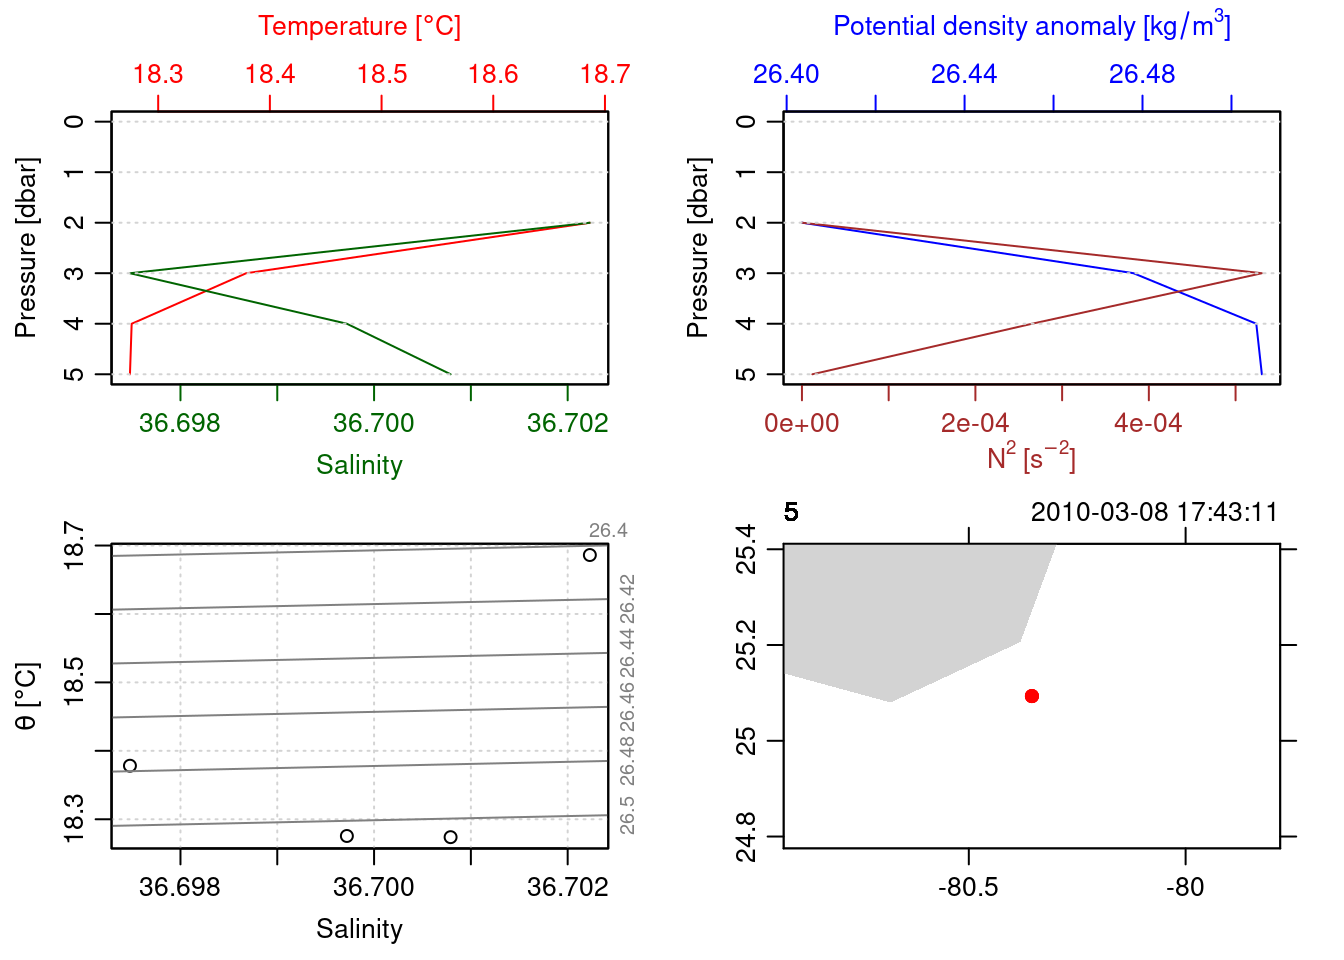 Temperature [°C]
18.3 18.4 18.5 18.6 18.7
Pressure [dbar]
0
1
2
3
4
5
36.698 36.700 36.702
Salinity
Potential density anomaly [kg/m³]
26.40 26.44 26.48
Pressure [dbar]
0
1
2
3
4
5
0e+00 2e-04 4e-04
N² [s⁻²]
θ [°C]
18.7
18.5
18.3
26.4
26.42
26.44
26.46
26.48
26.5
36.698 36.700 36.702
Salinity
5 2010-03-08 17:43:11
25.4
25.2
25
24.8
-80.5 -80